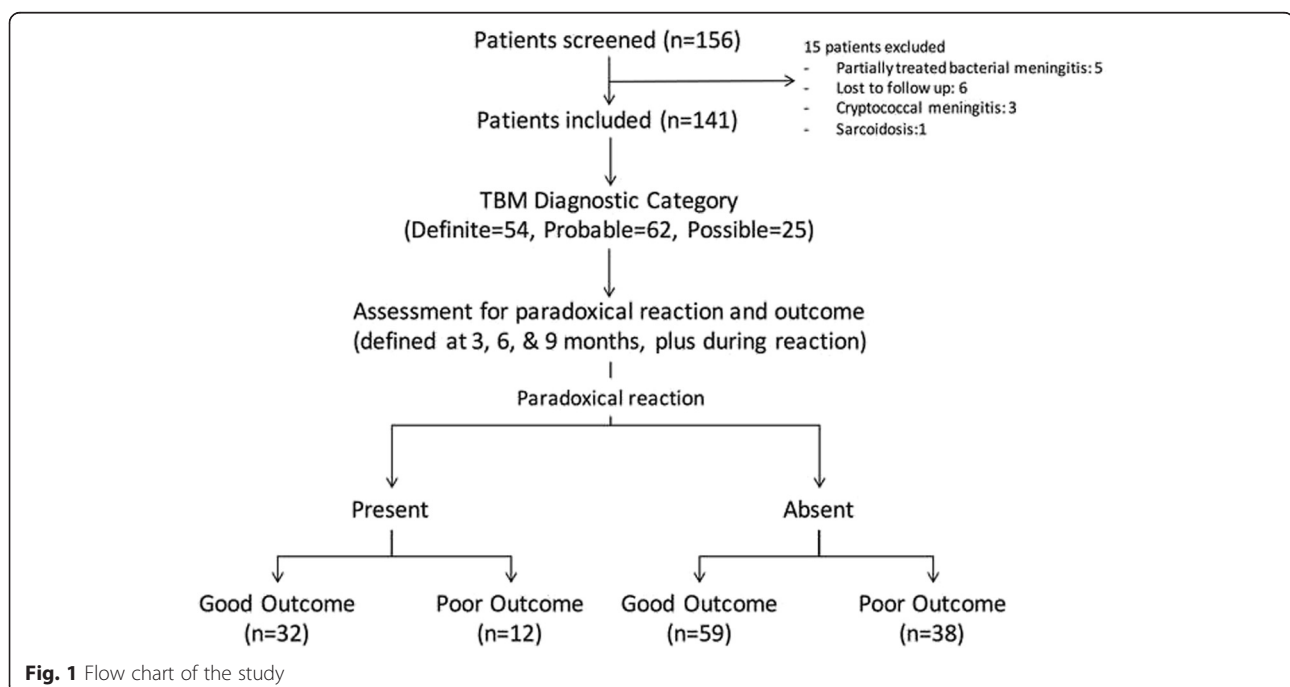 Patients screened (n=156)
15 patients excluded
- Partially treated bacterial meningitis: 5
- Lost to follow up: 6
- Cryptococcal meningitis: 3
- Sarcoidosis:1
Patients included (n=141)
TBM Diagnostic Category
(Definite=54, Probable=62, Possible=25)
Assessment for paradoxical reaction and outcome
(defined at 3, 6, & 9 months, plus during reaction)
Paradoxical reaction
Present
Absent
Good Outcome
(n=32)
Poor Outcome
(n=12)
Good Outcome
(n=59)
Poor Outcome
(n=38)
Fig. 1 Flow chart of the study